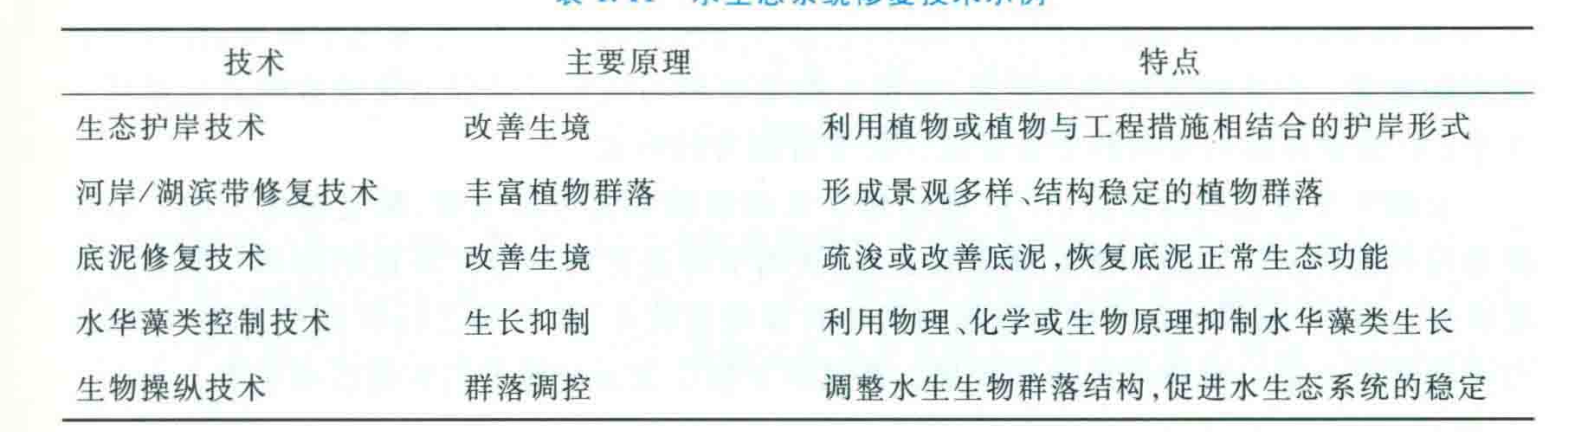 技术 主要原理 特点
生态护岸技术 改善生境 利用植物或植物与工程措施相结合的护岸形式
河岸/湖滨带修复技术 丰富植物群落 形成景观多样、结构稳定的植物群落
底泥修复技术 改善生境 疏浚或改善底泥,恢复底泥正常生态功能
水华藻类控制技术 生长抑制 利用物理、化学或生物原理抑制水华藻类生长
生物操纵技术 群落调控 调整水生生物群落结构,促进水生态系统的稳定